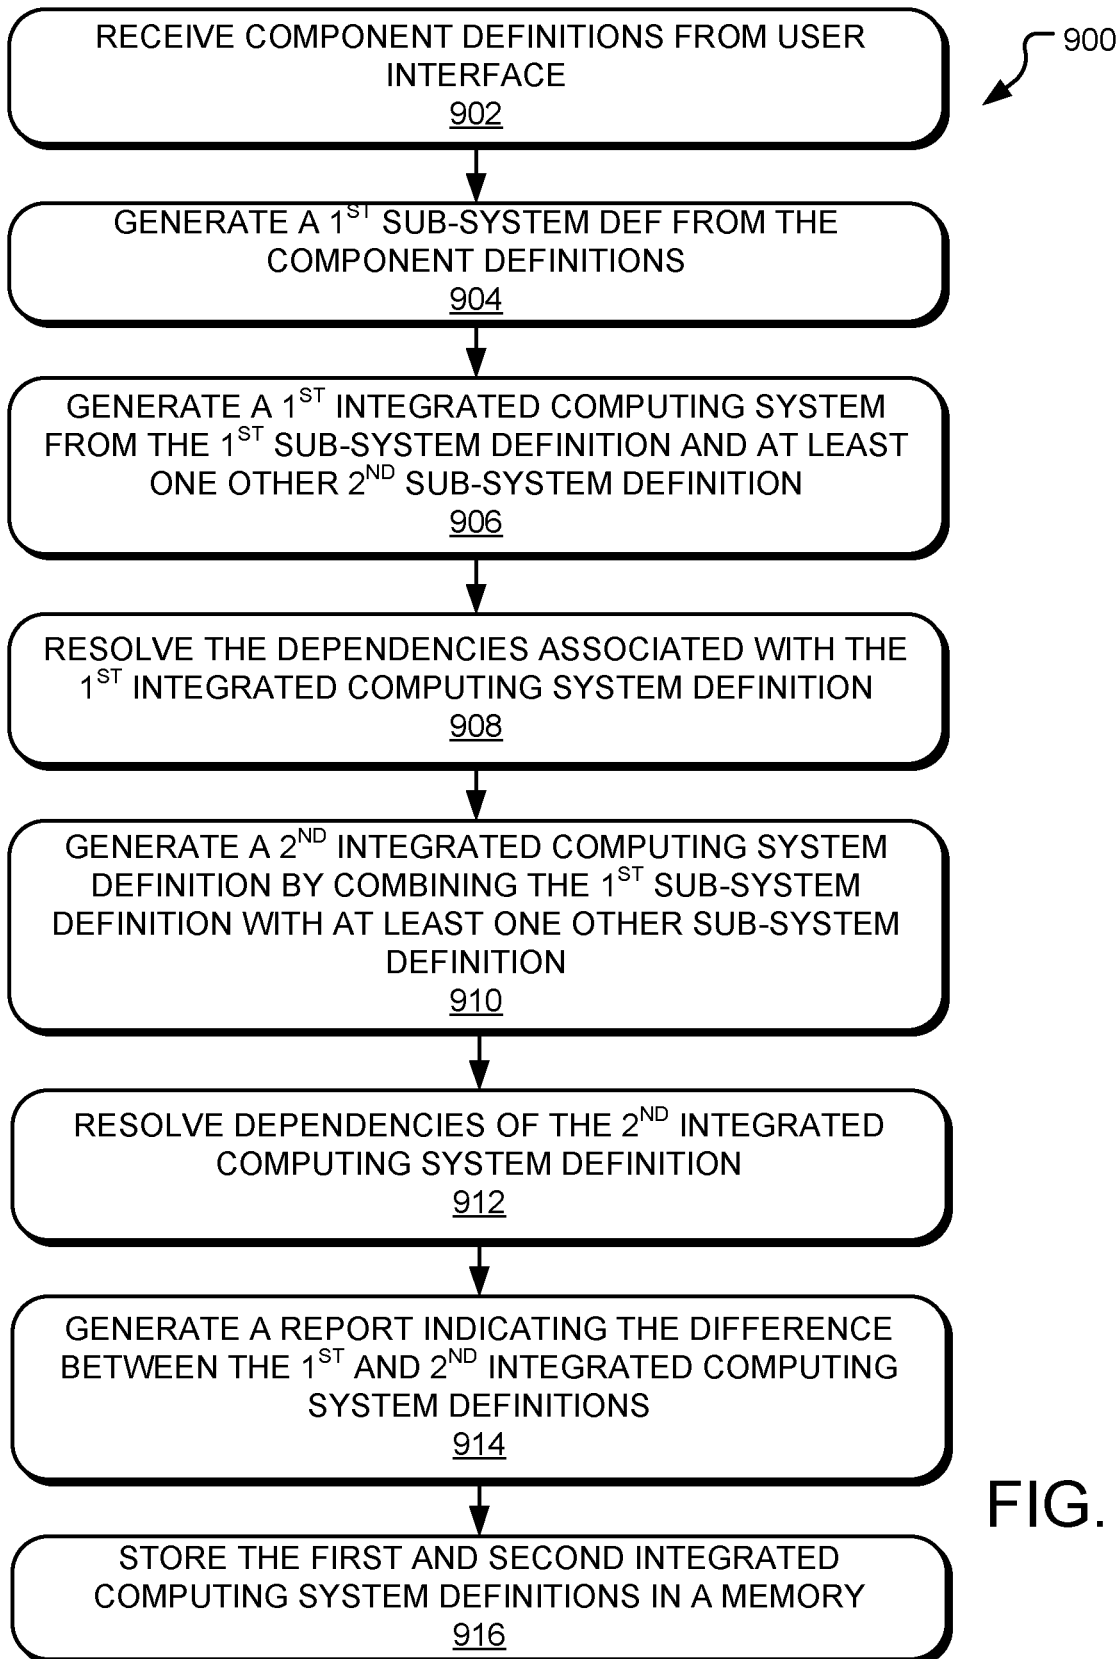 RECEIVE COMPONENT DEFINITIONS FROM USER
INTERFACE
902
900
GENERATE A 1ST SUB-SYSTEM DEF FROM THE
COMPONENT DEFINITIONS
904
GENERATE A 1ST INTEGRATED COMPUTING SYSTEM
FROM THE 1ST SUB-SYSTEM DEFINITION AND AT LEAST
ONE OTHER 2ND SUB-SYSTEM DEFINITION
906
RESOLVE THE DEPENDENCIES ASSOCIATED WITH THE
1ST INTEGRATED COMPUTING SYSTEM DEFINITION
908
GENERATE A 2ND INTEGRATED COMPUTING SYSTEM
DEFINITION BY COMBINING THE 1ST SUB-SYSTEM
DEFINITION WITH AT LEAST ONE OTHER SUB-SYSTEM
DEFINITION
910
RESOLVE DEPENDENCIES OF THE 2ND INTEGRATED
COMPUTING SYSTEM DEFINITION
912
GENERATE A REPORT INDICATING THE DIFFERENCE
BETWEEN THE 1ST AND 2ND INTEGRATED COMPUTING
SYSTEM DEFINITIONS
914
FIG.
STORE THE FIRST AND SECOND INTEGRATED
COMPUTING SYSTEM DEFINITIONS IN A MEMORY
916